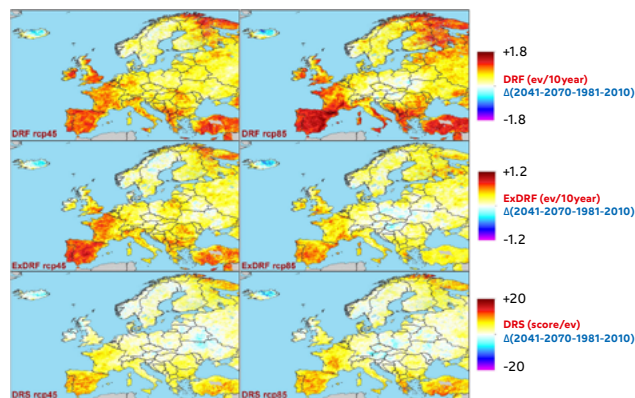 DRF rcp45
DRF rcp85
+1.8
DRF (ev/10year)
Δ(2041-2070-1981-2010)
-1.8
ExDRF rcp45
ExDRF rcp85
+1.2
ExDRF (ev/10year)
Δ(2041-2070-1981-2010)
-1.2
DRS rcp45
DRS rcp85
+20
DRS (score/ev)
Δ(2041-2070-1981-2010)
-20